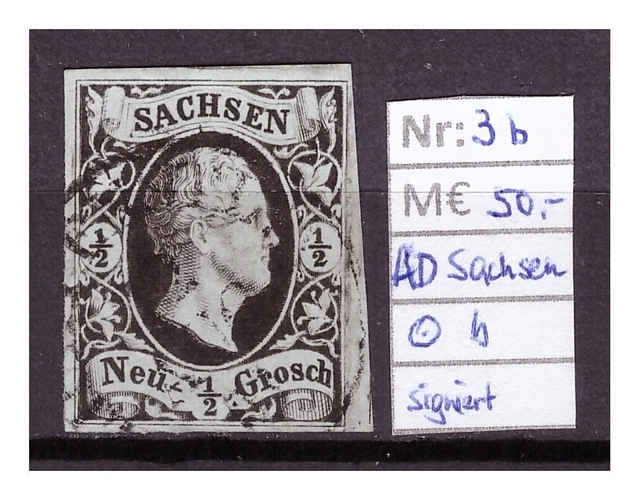 SACHSEN
1/2 1/2
Neu- 1/2 Grosch
Nr: 3 b
M€ 50.-
AD Sachsen
⊙ b
signiert